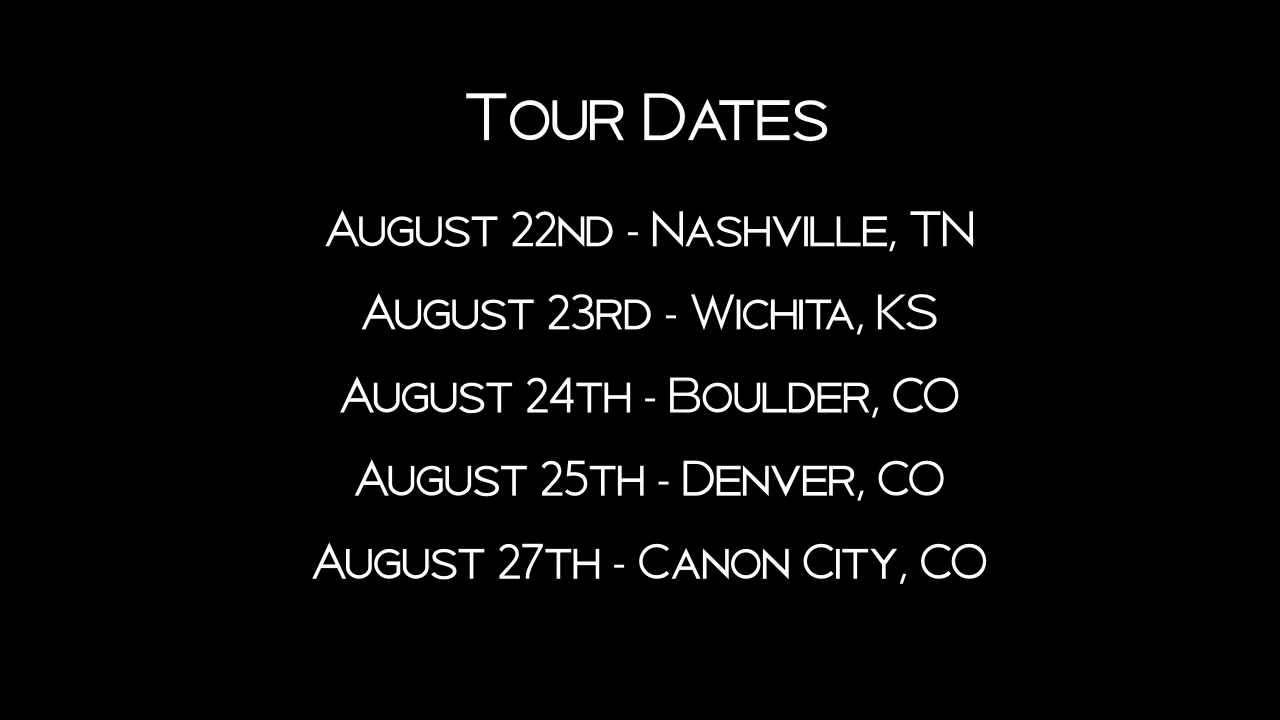 Tour Dates
August 22nd - Nashville, TN
August 23rd - Wichita, KS
August 24th - Boulder, CO
August 25th - Denver, CO
August 27th - Canon City, CO